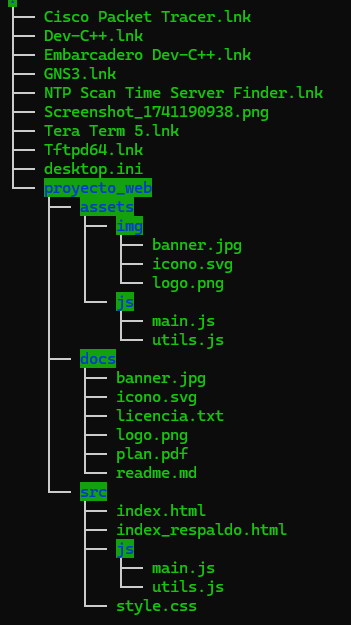 .
Cisco Packet Tracer.lnk
Dev-C++.lnk
Embarcadero Dev-C++.lnk
GNS3.lnk
NTP Scan Time Server Finder.lnk
Screenshot_1741190938.png
Tera Term 5.lnk
Tftpd64.lnk
desktop.ini
proyecto_web
assets
img
banner.jpg
icono.svg
logo.png
js
main.js
utils.js
docs
banner.jpg
icono.svg
licencia.txt
logo.png
plan.pdf
readme.md
src
index.html
index_respaldo.html
js
main.js
utils.js
style.css